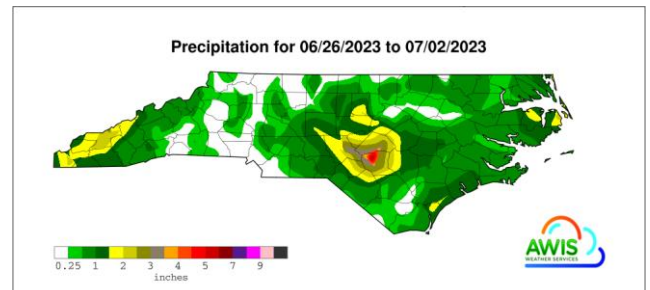 Precipitation for 06/26/2023 to 07/02/2023
0.25 1 2 3 4 5 7 9
inches
AWIS
WEATHER SERVICES